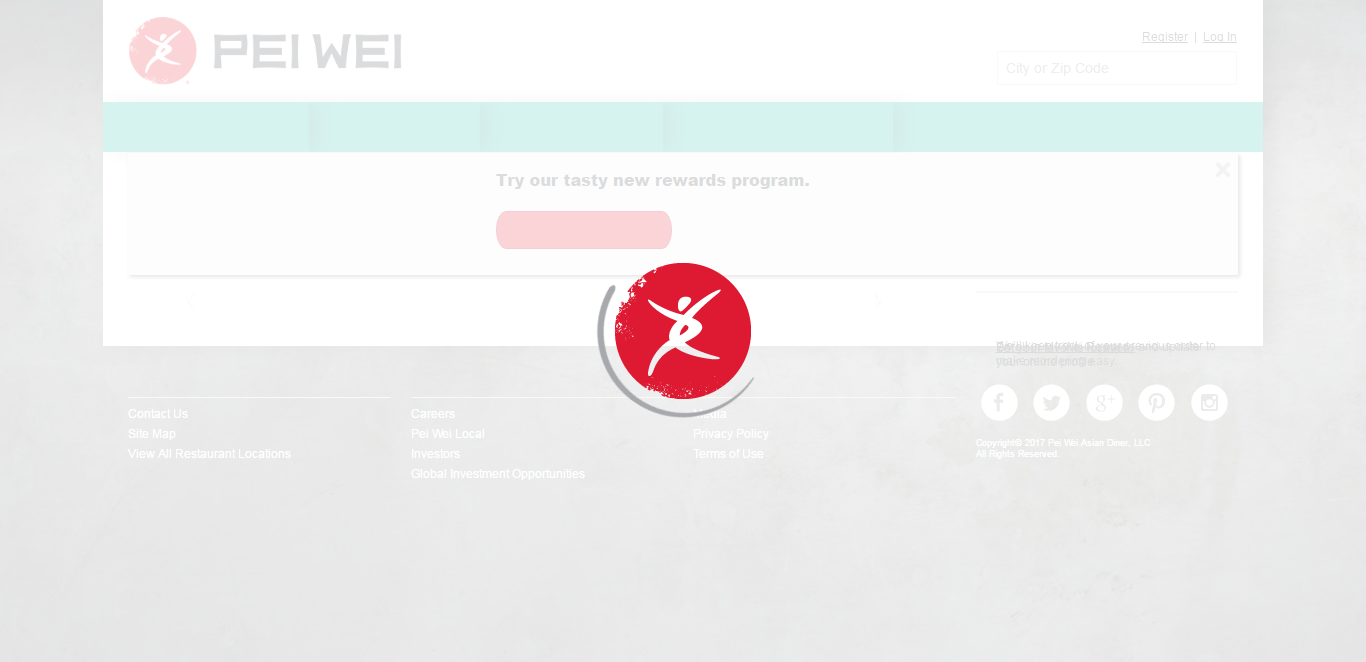 PEI WEI
Register | Log In
City or Zip Code
Try our tasty new rewards program.
Contact Us
Site Map
View All Restaurant Locations
Careers
Pei Wei Local
Investors
Global Investment Opportunities
Media
Privacy Policy
Terms of Use
Copyright© 2017 Pei Wei Asian Diner, LLC
All Rights Reserved.